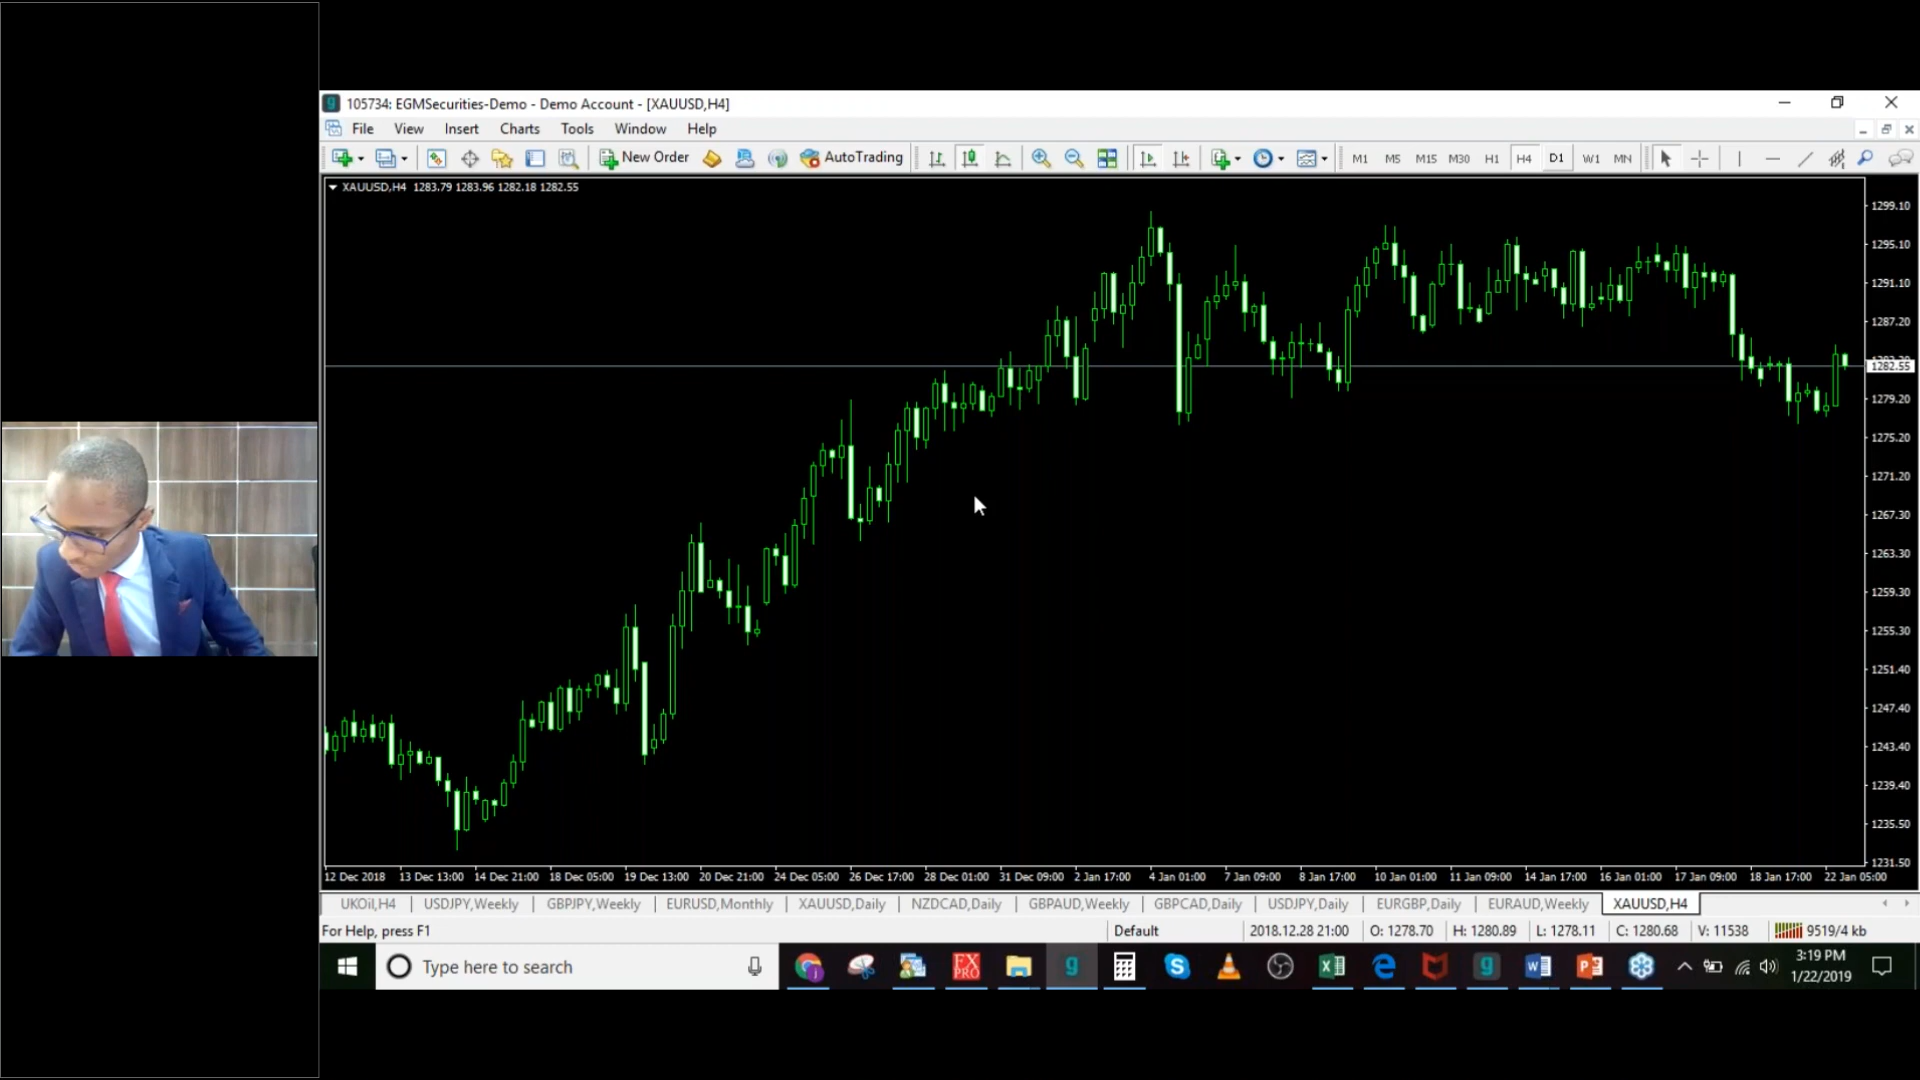 105734: EGMSecurities-Demo - Demo Account - [XAUUSD,H4]
File View Insert Charts Tools Window Help
New Order AutoTrading M1 M5 M15 M30 H1 H4 D1 W1 MN
XAUUSD,H4 1283.79 1283.96 1282.18 1282.55
1299.10
1295.10
1291.10
1287.20
1282.55
1279.20
1275.20
1271.20
1267.30
1263.30
1259.30
1255.30
1251.40
1247.40
1243.40
1239.40
1235.50
1231.50
12 Dec 2018 13 Dec 13:00 14 Dec 21:00 18 Dec 05:00 19 Dec 13:00 20 Dec 21:00 24 Dec 05:00 26 Dec 17:00 28 Dec 01:00 31 Dec 09:00 2 Jan 17:00 4 Jan 01:00 7 Jan 09:00 8 Jan 17:00 10 Jan 01:00 11 Jan 09:00 14 Jan 17:00 16 Jan 01:00 17 Jan 09:00 18 Jan 17:00 22 Jan 05:00
UKOil,H4 USDJPY,Weekly GBPJPY,Weekly EURUSD,Monthly XAUUSD,Daily NZDCAD,Daily GBPAUD,Weekly GBPCAD,Daily USDJPY,Daily EURGBP,Daily EURAUD,Weekly XAUUSD,H4
For Help, press F1 Default 2018.12.28 21:00 O: 1278.70 H: 1280.89 L: 1278.11 C: 1280.68 V: 11538 9519/4 kb
Type here to search FX PRO 3:19 PM
1/22/2019